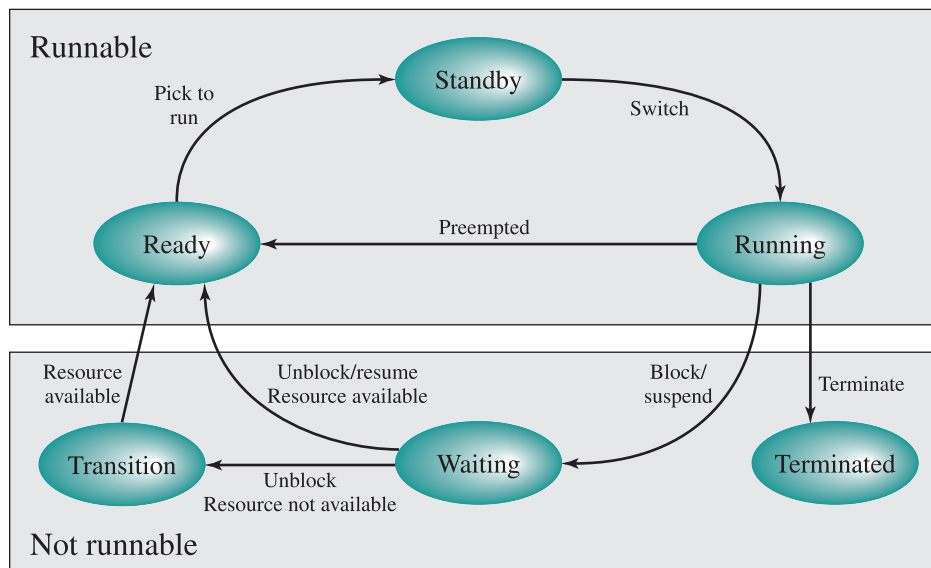 Runnable
Standby
Pick to
run
Switch
Ready
Preempted
Running
Resource
available
Unblock/resume
Resource available
Block/
suspend
Terminate
Transition
Waiting
Terminated
Unblock
Resource not available
Not runnable